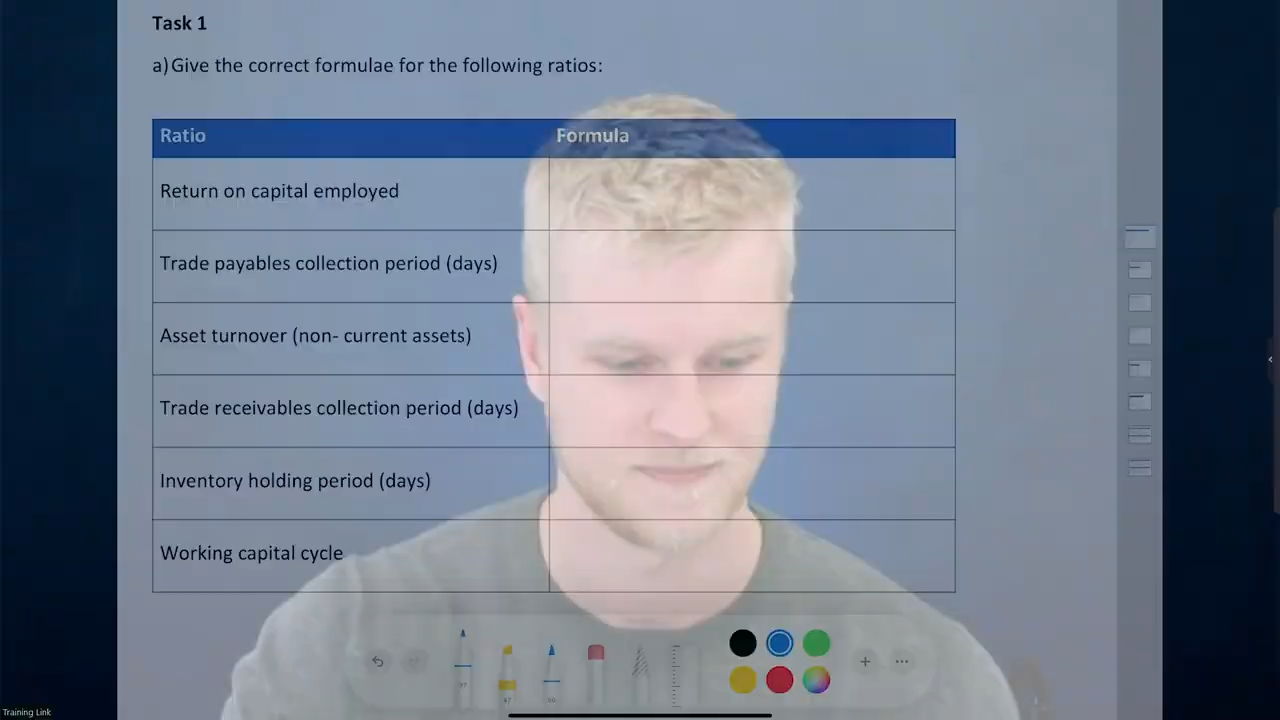 Task 1
a) Give the correct formulae for the following ratios:
Ratio Formula
Return on capital employed
Trade payables collection period (days)
Asset turnover (non- current assets)
Trade receivables collection period (days)
Inventory holding period (days)
Working capital cycle
Training Link